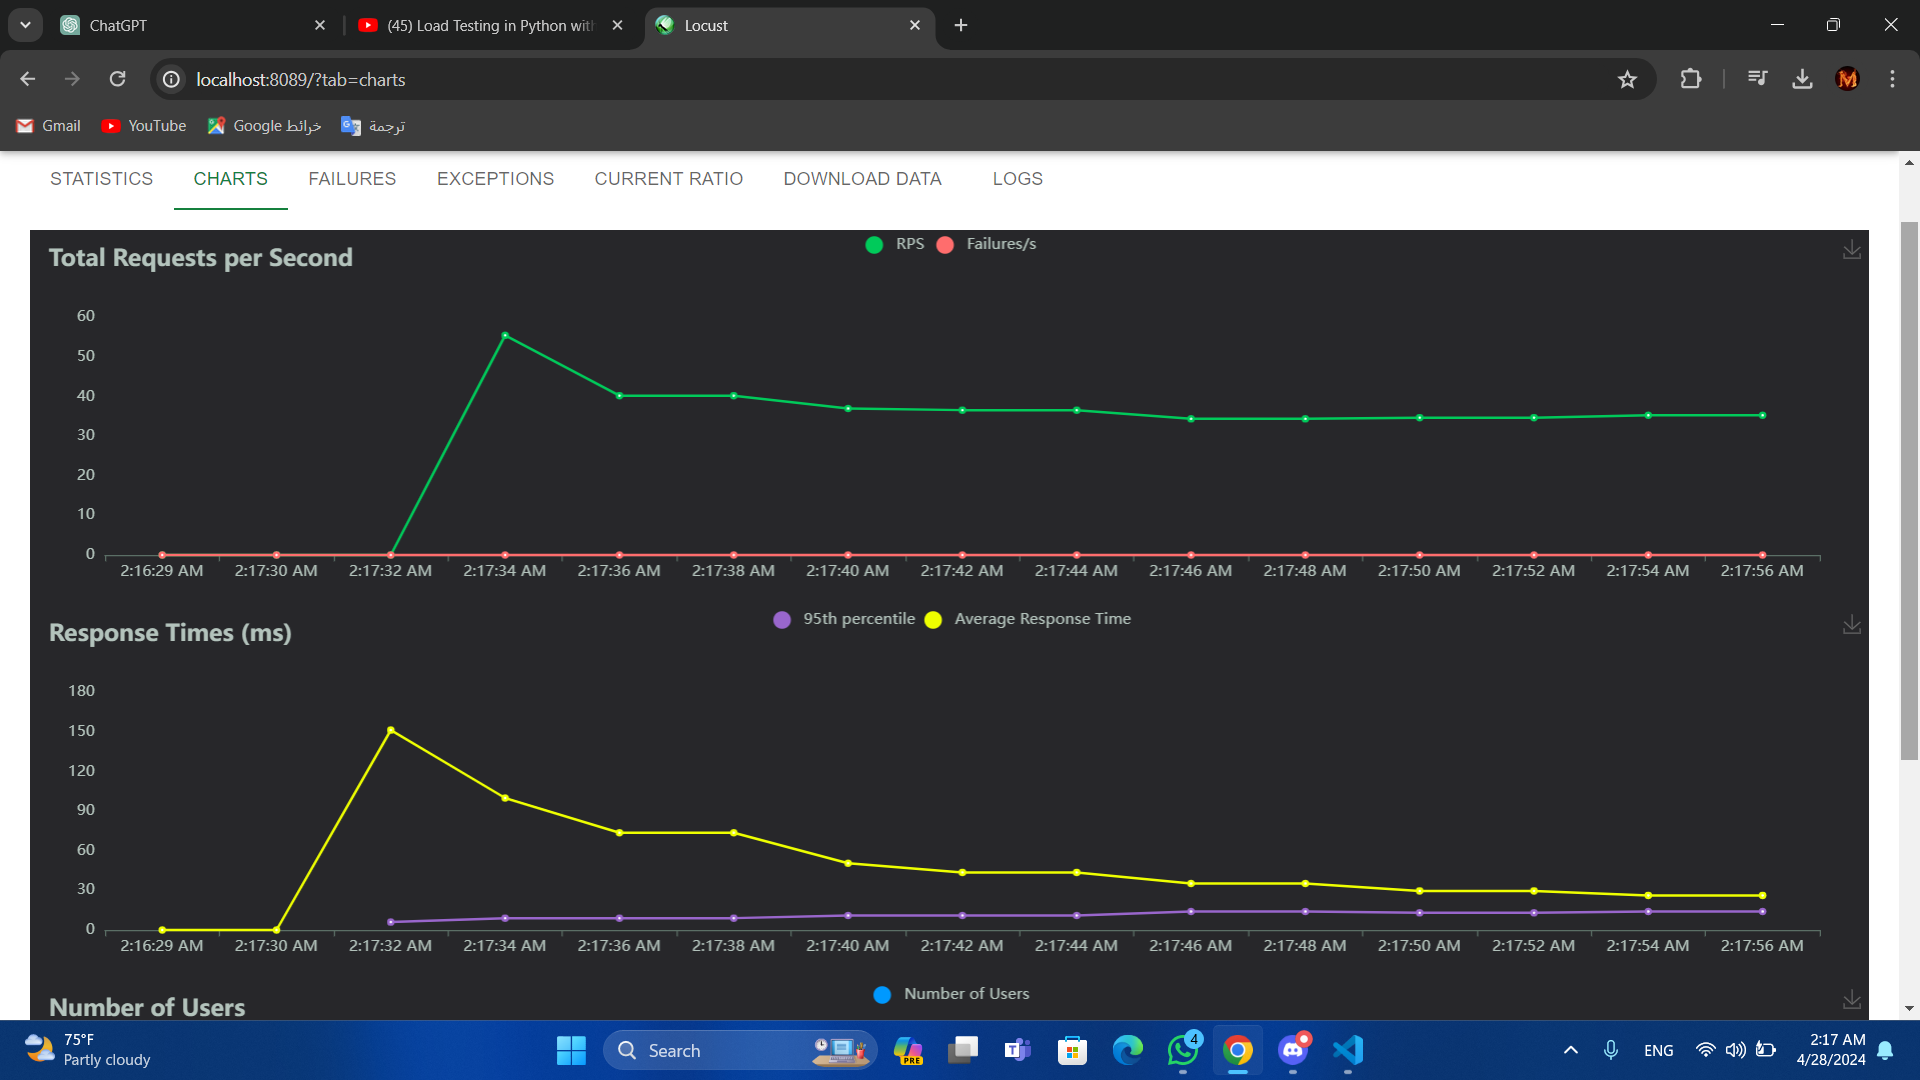 ChatGPT
(45) Load Testing in Python with
Locust
localhost:8089/?tab=charts
Gmail
YouTube
خرائط Google
ترجمة
STATISTICS
CHARTS
FAILURES
EXCEPTIONS
CURRENT RATIO
DOWNLOAD DATA
LOGS
Total Requests per Second
RPS
Failures/s
60
50
40
30
20
10
0
2:16:29 AM 2:17:30 AM 2:17:32 AM 2:17:34 AM 2:17:36 AM 2:17:38 AM 2:17:40 AM 2:17:42 AM 2:17:44 AM 2:17:46 AM 2:17:48 AM 2:17:50 AM 2:17:52 AM 2:17:54 AM 2:17:56 AM
Response Times (ms)
95th percentile
Average Response Time
180
150
120
90
60
30
0
2:16:29 AM 2:17:30 AM 2:17:32 AM 2:17:34 AM 2:17:36 AM 2:17:38 AM 2:17:40 AM 2:17:42 AM 2:17:44 AM 2:17:46 AM 2:17:48 AM 2:17:50 AM 2:17:52 AM 2:17:54 AM 2:17:56 AM
Number of Users
Number of Users
75°F
Partly cloudy
Search
PRE
4
ENG
2:17 AM
4/28/2024